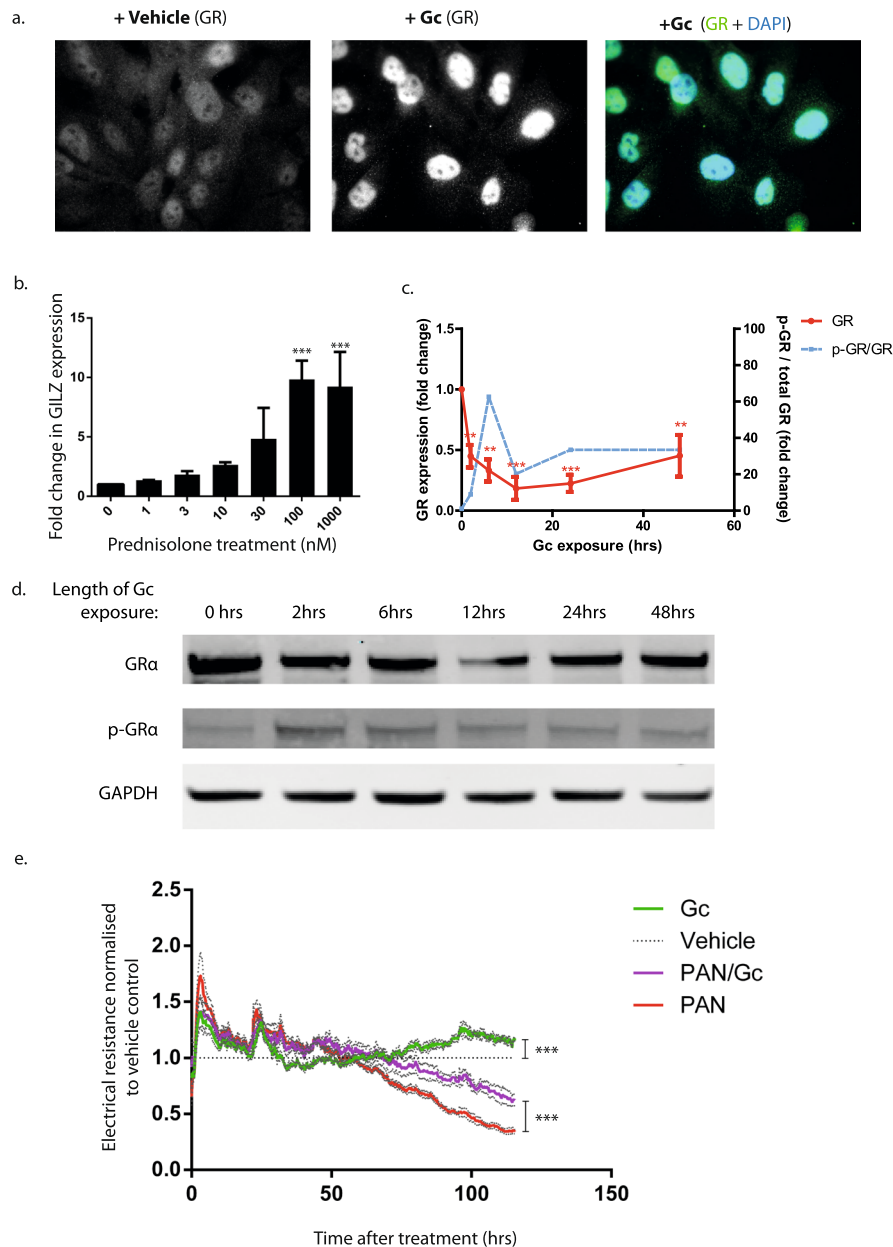 a.
+ Vehicle (GR)
+ Gc (GR)
+Gc (GR + DAPI)
b.
Fold change in GILZ expression
15
10
5
0
***
***
0
1
3
10
30
100
1000
Prednisolone treatment (nM)
c.
GR expression (fold change)
1.5
1.0
0.5
0.0
**
**
***
***
**
0
20
40
60
Gc exposure (hrs)
100
80
60
40
20
0
p-GR / total GR (fold change)
GR
p-GR/GR
d.
Length of Gc
exposure:
0 hrs
2hrs
6hrs
12hrs
24hrs
48hrs
GRα
p-GRα
GAPDH
e.
Electrical resistance normalised
to vehicle control
2.5
2.0
1.5
1.0
0.5
0.0
0
50
100
150
***
***
Time after treatment (hrs)
Gc
Vehicle
PAN/Gc
PAN